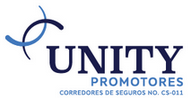 UNITY
PROMOTORES
CORREDORES DE SEGUROS NO. CS-011